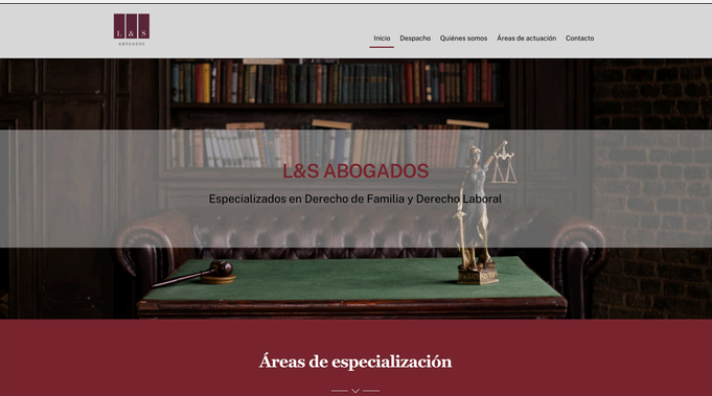 L & S
ABOGADOS
Inicio Despacho Quiénes somos Áreas de actuación Contacto
L&S ABOGADOS
Especializados en Derecho de Familia y Derecho Laboral
Áreas de especialización